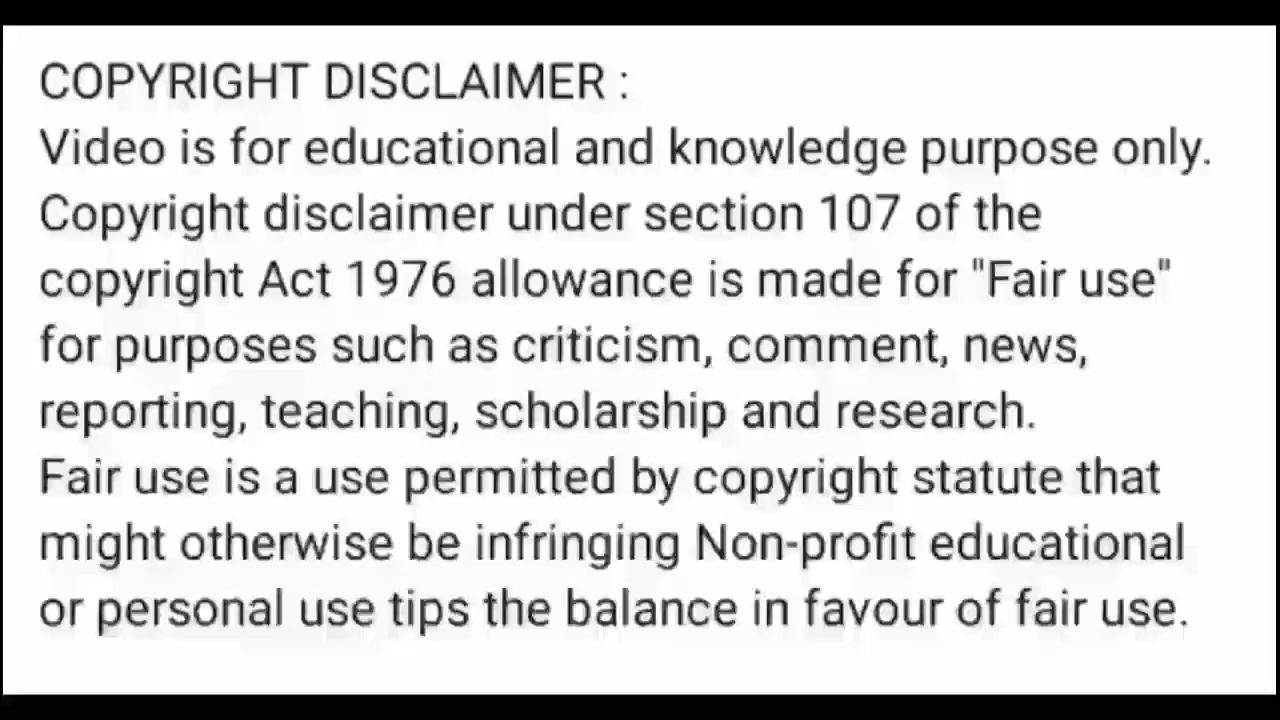 COPYRIGHT DISCLAIMER :
Video is for educational and knowledge purpose only.
Copyright disclaimer under section 107 of the
copyright Act 1976 allowance is made for "Fair use"
for purposes such as criticism, comment, news,
reporting, teaching, scholarship and research.
Fair use is a use permitted by copyright statute that
might otherwise be infringing Non-profit educational
or personal use tips the balance in favour of fair use.